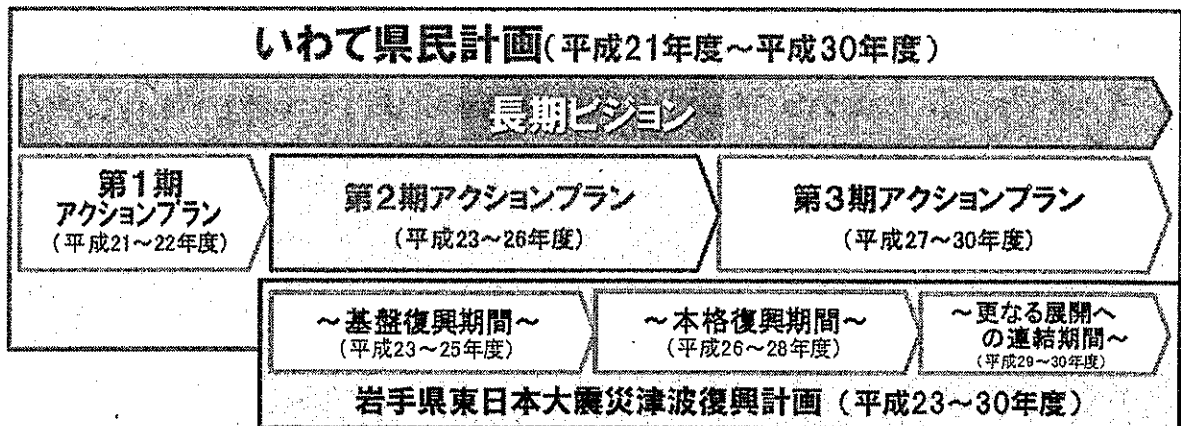 いわて県民計画(平成21年度～平成30年度)
長期ビジョン
第1期
アクションプラン
(平成21～22年度)
第2期アクションプラン
(平成23～26年度)
第3期アクションプラン
(平成27～30年度)
～基盤復興期間～
(平成23～25年度)
～本格復興期間～
(平成26～28年度)
～更なる展開へ
の連結期間～
(平成29～30年度)
岩手県東日本大震災津波復興計画(平成23～30年度)